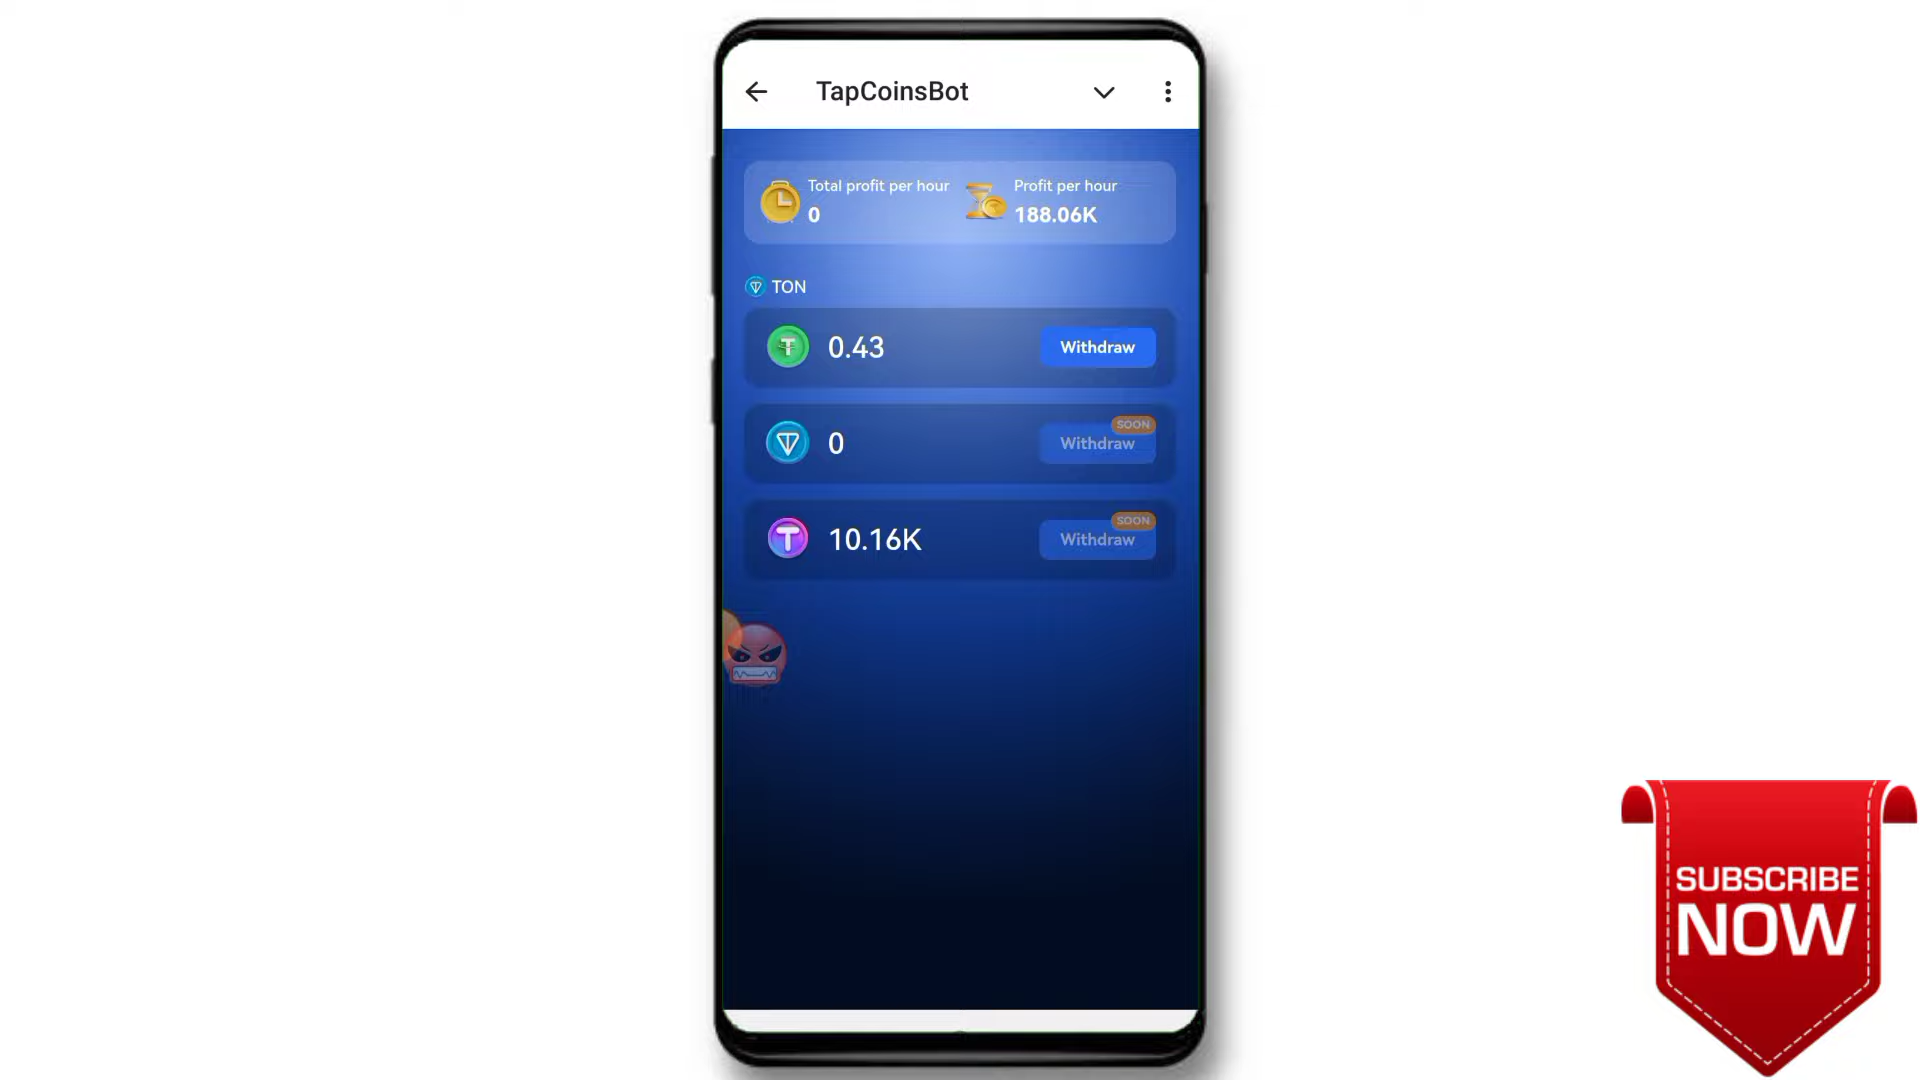 TapCoinsBot
Total profit per hour
0
Profit per hour
188.06K
TON
0.43
Withdraw
0
SOON
Withdraw
10.16K
SOON
Withdraw
SUBSCRIBE
NOW